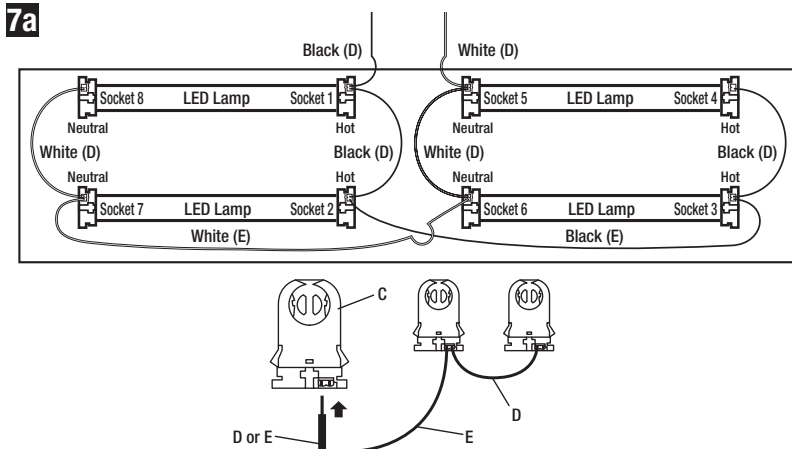 7a
Black (D) White (D)
Socket 8 LED Lamp Socket 1 Socket 5 LED Lamp Socket 4
Neutral Hot Neutral Hot
White (D) Black (D) White (D) Black (D)
Neutral Hot Neutral Hot
Socket 7 LED Lamp Socket 2 Socket 6 LED Lamp Socket 3
White (E) Black (E)
C
D
D or E E